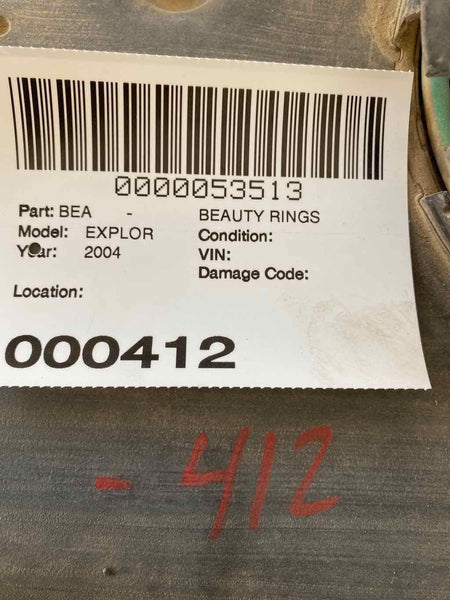 0000053513
Part: BEA - BEAUTY RINGS
Model: EXPLOR Condition:
Year: 2004 VIN:
Damage Code:
Location:
000412
- 412